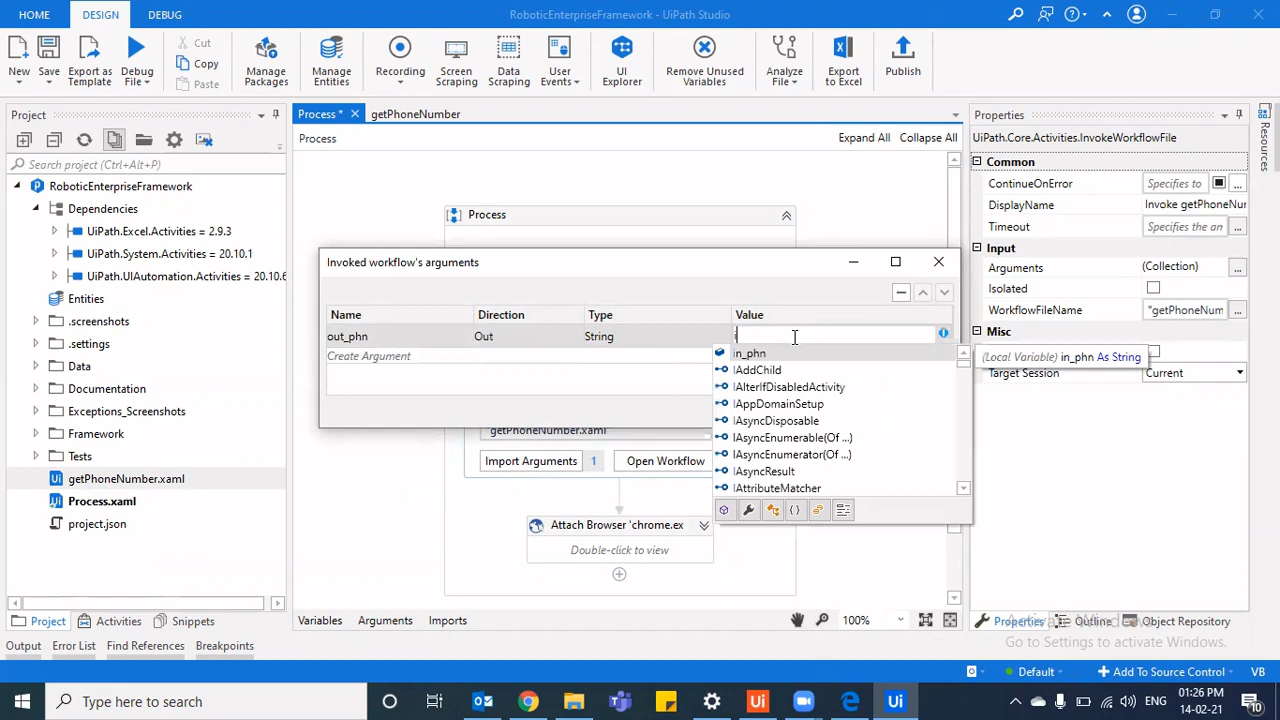 HOME
DESIGN
DEBUG
RoboticEnterpriseFramework - UiPath Studio
New
Save
Export as Template
Debug File
Cut
Copy
Paste
Manage Packages
Manage Entities
Recording
Screen Scraping
Data Scraping
User Events
UI Explorer
Remove Unused Variables
Analyze File
Export to Excel
Publish
Project
Search project (Ctrl+Alt+P)
RoboticEnterpriseFramework
Dependencies
UiPath.Excel.Activities = 2.9.3
UiPath.System.Activities = 20.10.1
UiPath.UIAutomation.Activities = 20.10.6
Entities
.screenshots
.settings
Data
Documentation
Exceptions_Screenshots
Framework
Tests
getPhoneNumber.xaml
Process.xaml
project.json
Project
Activities
Snippets
Process *
getPhoneNumber
Process
Expand All
Collapse All
Process
Invoked workflow's arguments
Name Direction Type Value
out_phn Out String i
Create Argument
in_phn
IAddChild
IAlterIfDisabledActivity
IAppDomainSetup
IAsyncDisposable
IAsyncEnumerable(Of ...)
IAsyncEnumerator(Of ...)
IAsyncResult
IAttributeMatcher
(Local Variable) in_phn As String
getPhoneNumber.xaml
Import Arguments 1
Open Workflow
Attach Browser 'chrome.ex
Double-click to view
Variables
Arguments
Imports
100%
Properties
UiPath.Core.Activities.InvokeWorkflowFile
Common
ContinueOnError Specifies to ...
DisplayName Invoke getPhoneNur
Timeout Specifies the an ...
Input
Arguments (Collection) ...
Isolated
WorkflowFileName "getPhoneNum ...
Misc
Target Session Current
Properties
Outline
Object Repository
Resources
Activate Windows
Go to Settings to activate Windows.
Output
Error List
Find References
Breakpoints
Default
Add To Source Control
VB
Type here to search
ENG
01:26 PM
14-02-21
10